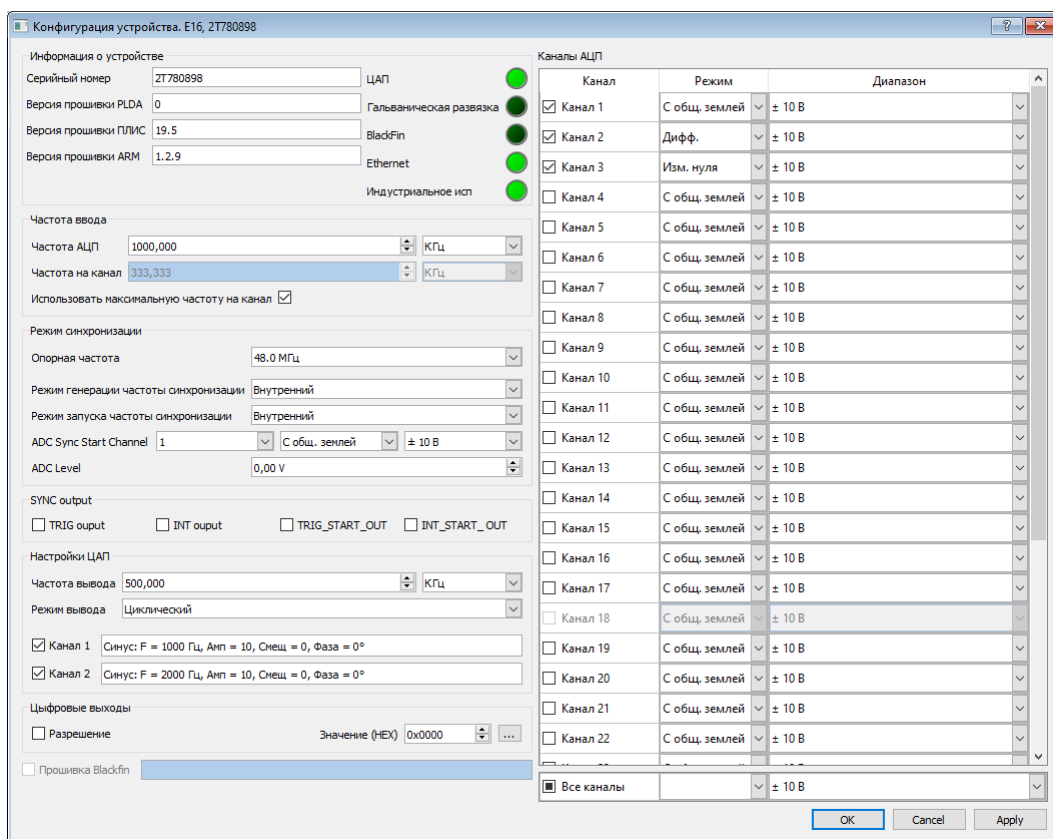 Конфигурация устройства. E16, 2T780898
Информация о устройстве
Серийный номер 2T780898 ЦАП
Версия прошивки PLDA 0 Гальваническая развязка
Версия прошивки ПЛИС 19.5 BlackFin
Версия прошивки ARM 1.2.9 Ethernet
Индустриальное исп
Частота ввода
Частота АЦП 1000,000 КГц
Частота на канал 333,333 КГц
Использовать максимальную частоту на канал
Режим синхронизации
Опорная частота 48.0 МГц
Режим генерации частоты синхронизации Внутренний
Режим запуска частоты синхронизации Внутренний
ADC Sync Start Channel 1 С общ. землей ± 10 В
ADC Level 0,00 V
SYNC output
TRIG ouput INT ouput TRIG_START_OUT INT_START_ OUT
Настройки ЦАП
Частота вывода 500,000 КГц
Режим вывода Циклический
Канал 1 Синус: F = 1000 Гц, Амп = 10, Смещ = 0, Фаза = 0°
Канал 2 Синус: F = 2000 Гц, Амп = 10, Смещ = 0, Фаза = 0°
Цыфровые выходы
Разрешение Значение (HEX) 0x0000 ...
Прошивка Blackfin
Каналы АЦП
Канал Режим Диапазон
Канал 1 С общ. землей ± 10 В
Канал 2 Дифф. ± 10 В
Канал 3 Изм. нуля ± 10 В
Канал 4 С общ. землей ± 10 В
Канал 5 С общ. землей ± 10 В
Канал 6 С общ. землей ± 10 В
Канал 7 С общ. землей ± 10 В
Канал 8 С общ. землей ± 10 В
Канал 9 С общ. землей ± 10 В
Канал 10 С общ. землей ± 10 В
Канал 11 С общ. землей ± 10 В
Канал 12 С общ. землей ± 10 В
Канал 13 С общ. землей ± 10 В
Канал 14 С общ. землей ± 10 В
Канал 15 С общ. землей ± 10 В
Канал 16 С общ. землей ± 10 В
Канал 17 С общ. землей ± 10 В
Канал 18 С общ. землей ± 10 В
Канал 19 С общ. землей ± 10 В
Канал 20 С общ. землей ± 10 В
Канал 21 С общ. землей ± 10 В
Канал 22 С общ. землей ± 10 В
Все каналы ± 10 В
OK Cancel Apply